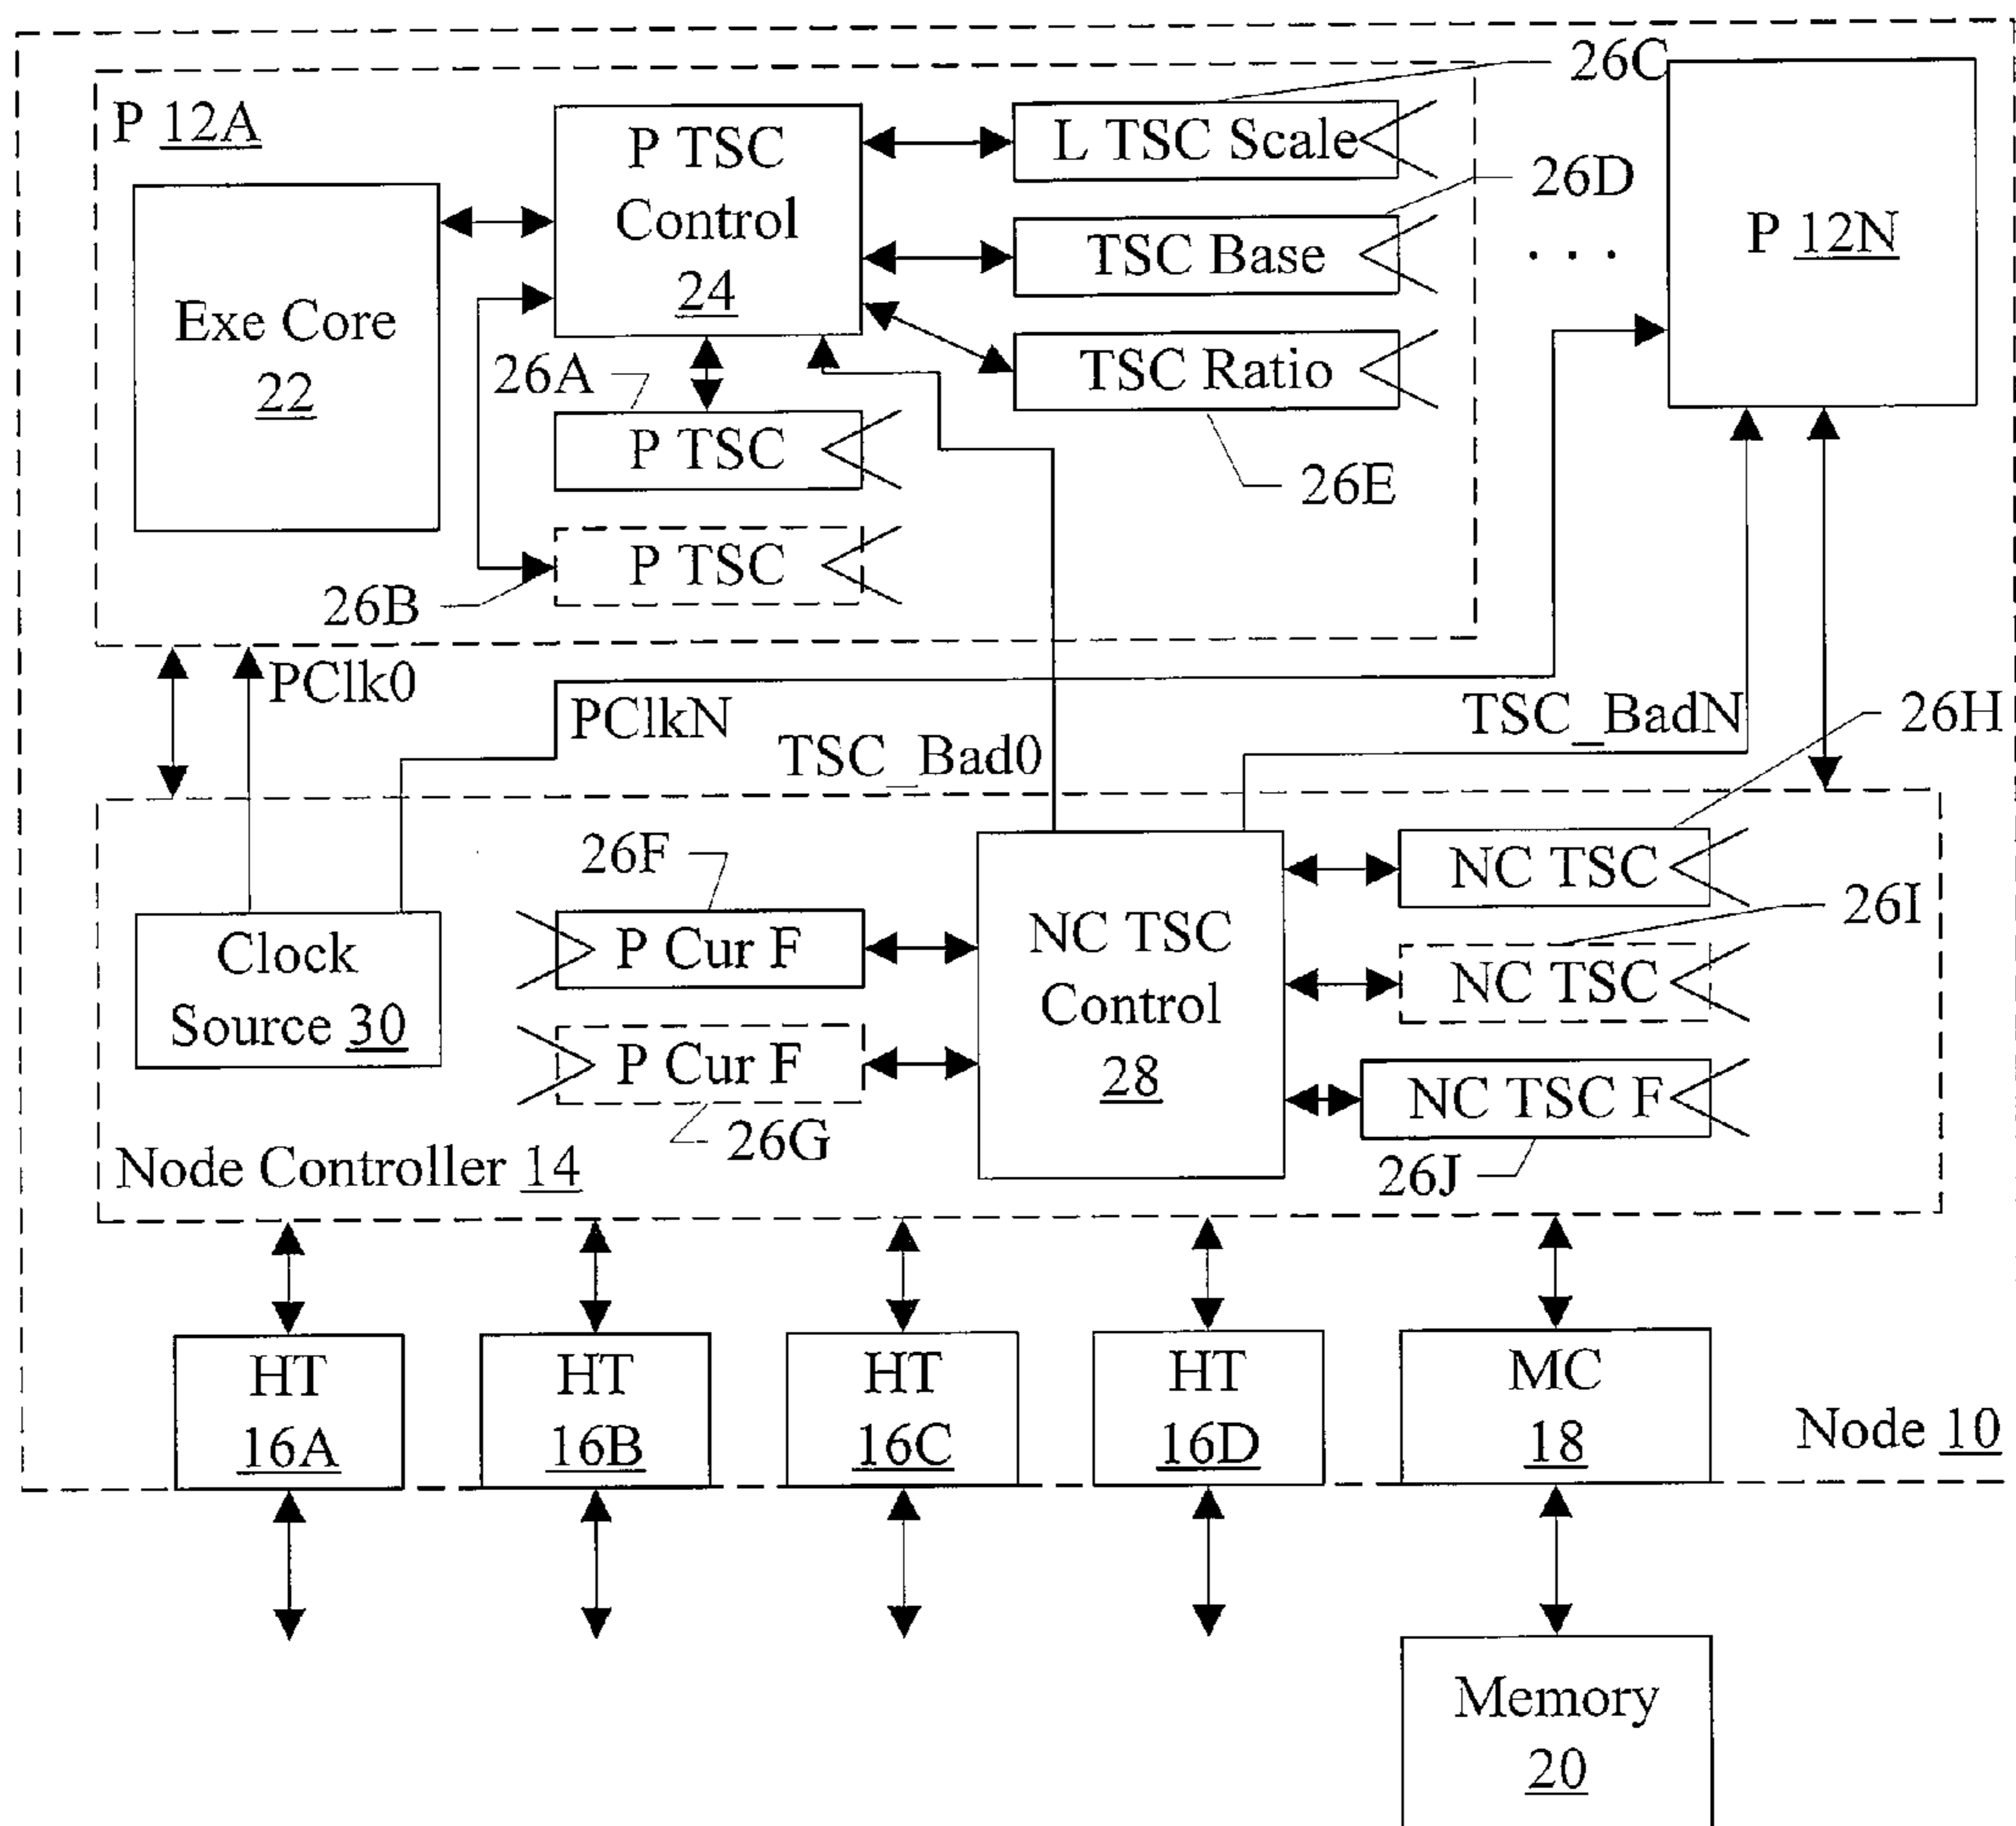 26C
P 12A
P TSC
Control
24
L TSC Scale
26D
P 12N
TSC Base
. . .
Exe Core
22
TSC Ratio
26A
P TSC
26E
P TSC
26B
PClk0
PClkN
TSC_Bad0
TSC_BadN
26H
26F
NC TSC
26I
Clock
Source 30
P Cur F
NC TSC
Control
28
NC TSC
P Cur F
NC TSC F
26G
26J
Node Controller 14
HT
16A
HT
16B
HT
16C
HT
16D
MC
18
Node 10
Memory
20